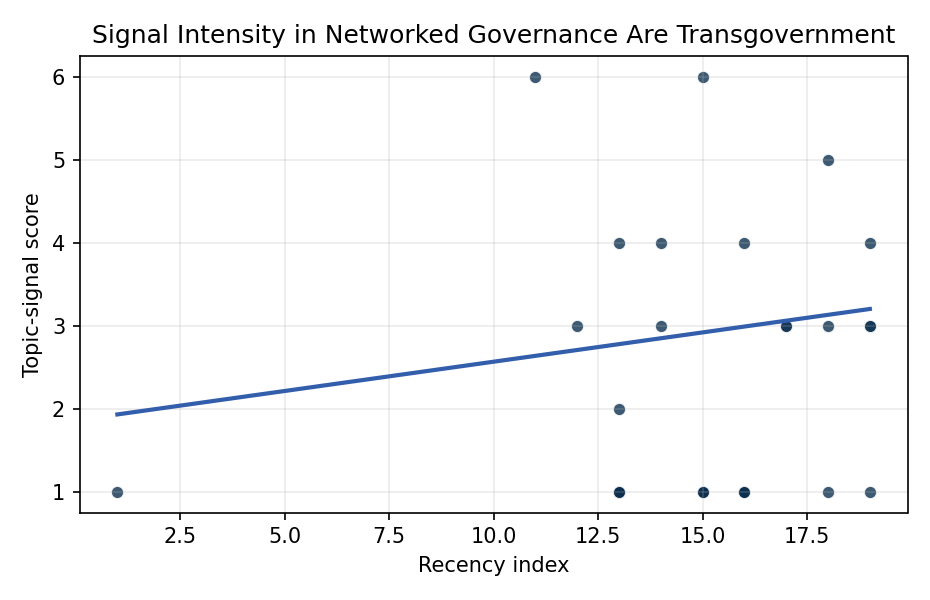 Signal Intensity in Networked Governance Are Transgovernment
6
5
4
3
2
1
Topic-signal score
2.5 5.0 7.5 10.0 12.5 15.0 17.5
Recency index